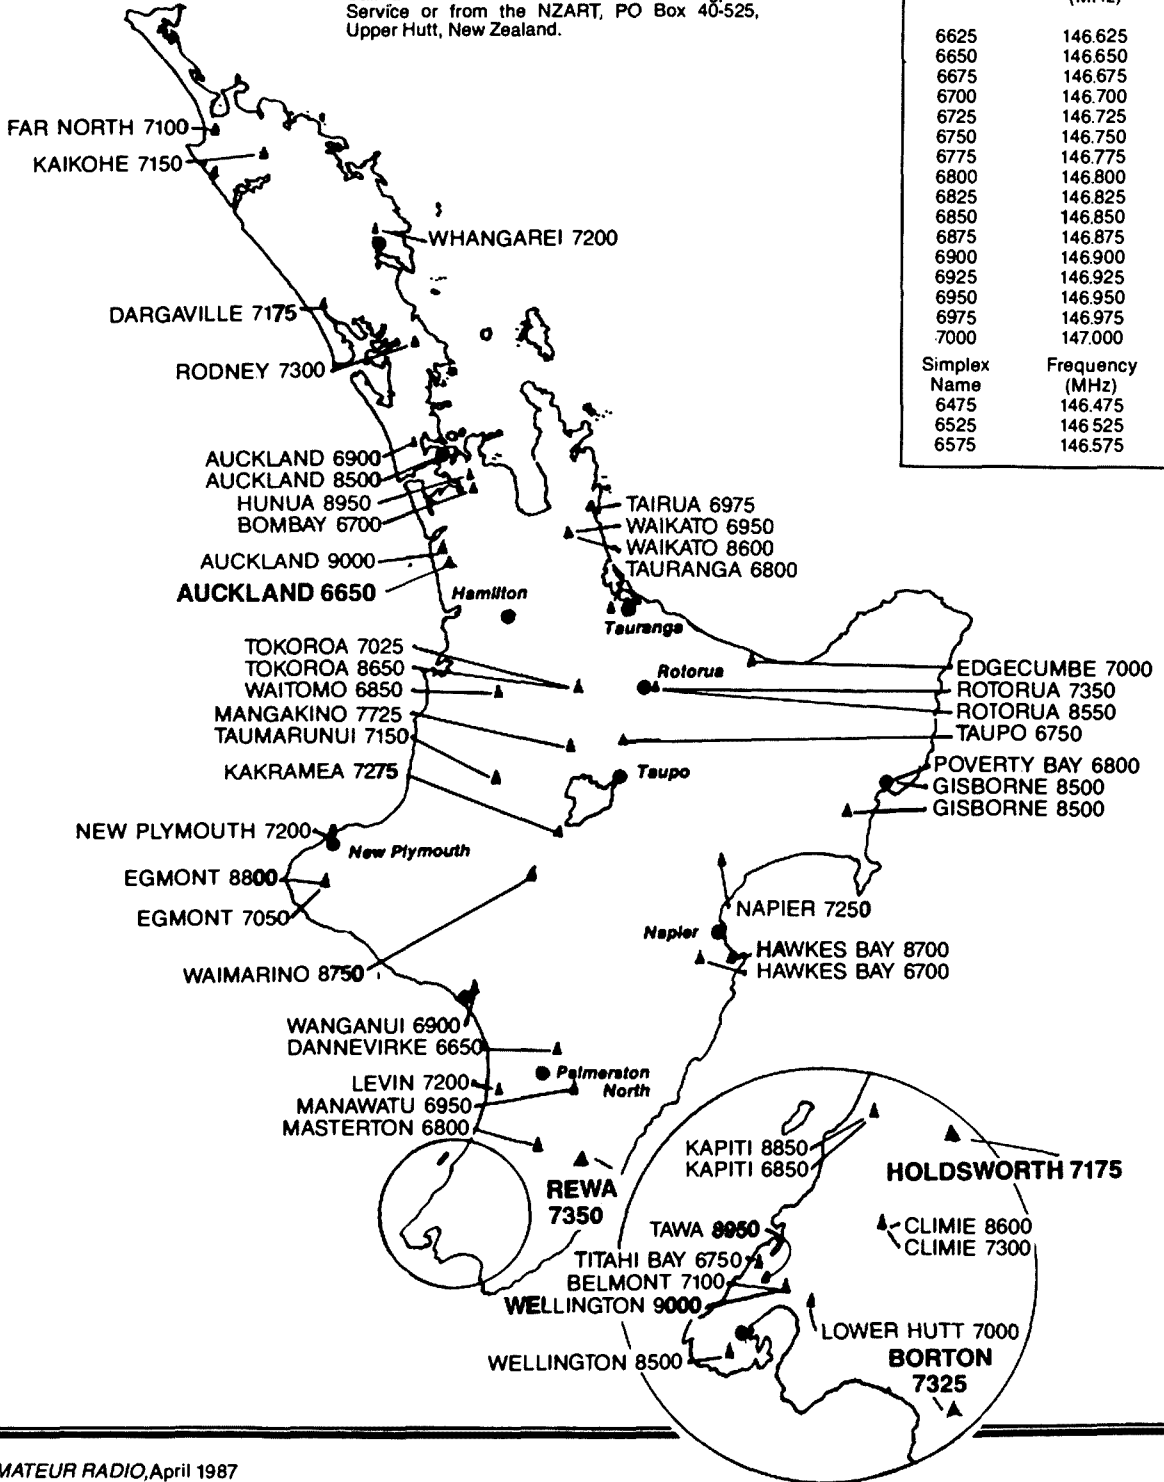 Service or from the NZART, PO Box 40-525,
Upper Hutt, New Zealand.
(MHz)
6625 146.625
6650 146.650
6675 146.675
6700 146.700
6725 146.725
6750 146.750
6775 146.775
6800 146.800
6825 146.825
6850 146.850
6875 146.875
6900 146.900
6925 146.925
6950 146.950
6975 146.975
7000 147.000
Simplex Frequency
Name (MHz)
6475 146.475
6525 146 525
6575 146.575
FAR NORTH 7100
KAIKOHE 7150
WHANGAREI 7200
DARGAVILLE 7175
RODNEY 7300
AUCKLAND 6900
AUCKLAND 8500
HUNUA 8950
BOMBAY 6700
AUCKLAND 9000
AUCKLAND 6650
TAIRUA 6975
WAIKATO 6950
WAIKATO 8600
TAURANGA 6800
Hamilton
Tauranga
TOKOROA 7025
TOKOROA 8650
WAITOMO 6850
MANGAKINO 7725
TAUMARUNUI 7150
KAKRAMEA 7275
Rotorua
EDGECUMBE 7000
ROTORUA 7350
ROTORUA 8550
TAUPO 6750
Taupo
POVERTY BAY 6800
GISBORNE 8500
GISBORNE 8500
NEW PLYMOUTH 7200
New Plymouth
EGMONT 8800
EGMONT 7050
NAPIER 7250
Napier
HAWKES BAY 8700
HAWKES BAY 6700
WAIMARINO 8750
WANGANUI 6900
DANNEVIRKE 6650
Palmerston
North
LEVIN 7200
MANAWATU 6950
MASTERTON 6800
REWA
7350
KAPITI 8850
KAPITI 6850
HOLDSWORTH 7175
TAWA 8950
CLIMIE 8600
CLIMIE 7300
TITAHI BAY 6750
BELMONT 7100
WELLINGTON 9000
LOWER HUTT 7000
WELLINGTON 8500
BORTON
7325
MATEUR RADIO, April 1987